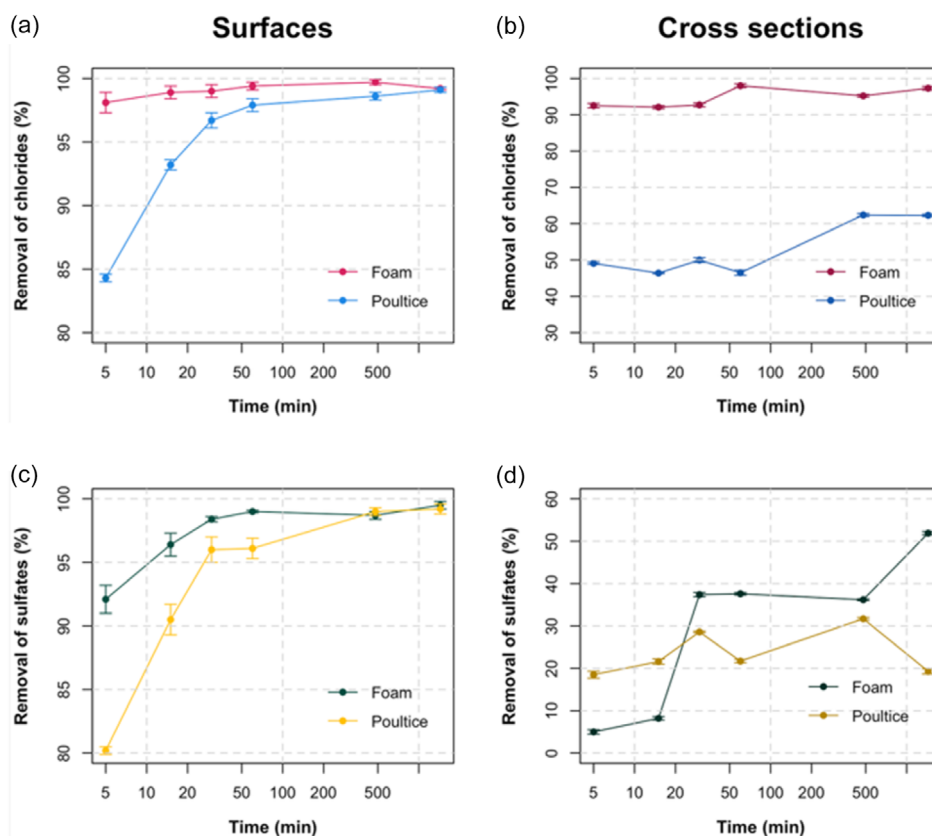 (a) Surfaces
(b) Cross sections
Removal of chlorides (%)
100
95
90
85
80
Foam
Poultice
5 10 20 50 100 200 500
Time (min)
Removal of chlorides (%)
100
90
80
70
60
50
40
30
Foam
Poultice
5 10 20 50 100 200 500
Time (min)
(c)
Removal of sulfates (%)
100
95
90
85
80
Foam
Poultice
5 10 20 50 100 200 500
Time (min)
(d)
Removal of sulfates (%)
60
50
40
30
20
10
0
Foam
Poultice
5 10 20 50 100 200 500
Time (min)